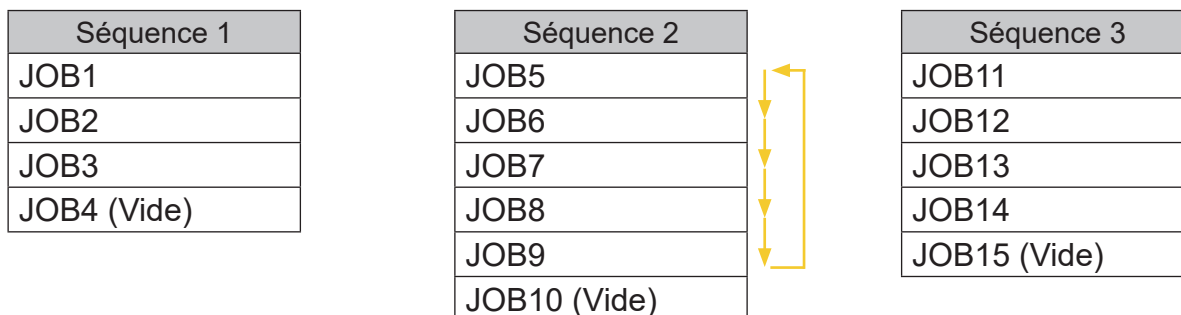 Séquence 1
JOB1
JOB2
JOB3
JOB4 (Vide)
Séquence 2
JOB5
JOB6
JOB7
JOB8
JOB9
JOB10 (Vide)
Séquence 3
JOB11
JOB12
JOB13
JOB14
JOB15 (Vide)